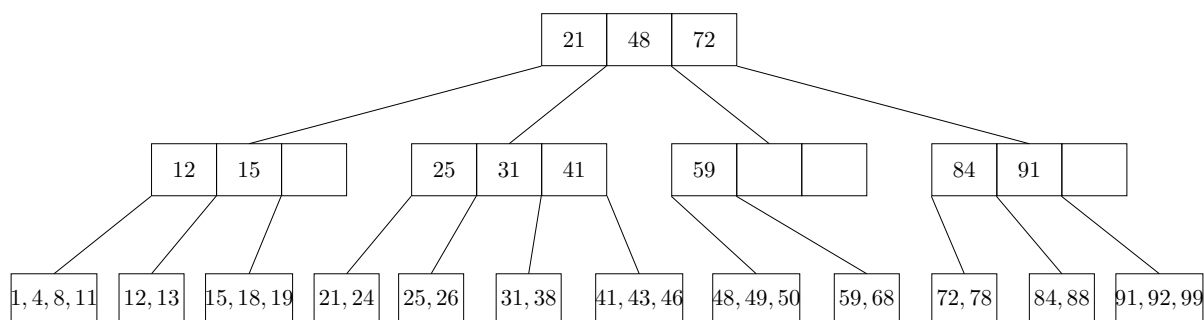 21 48 72
12 15 25 31 41 59 84 91
1, 4, 8, 11 12, 13 15, 18, 19 21, 24 25, 26 31, 38 41, 43, 46 48, 49, 50 59, 68 72, 78 84, 88 91, 92, 99